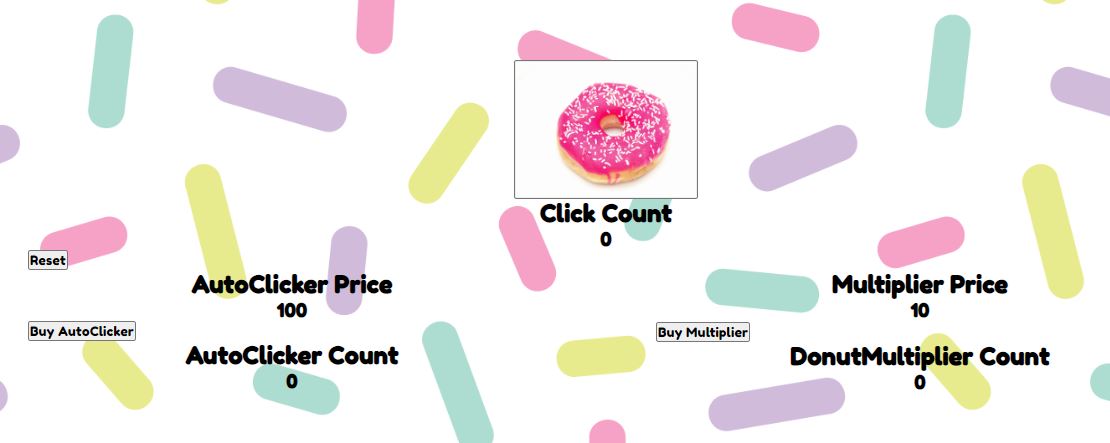 Click Count
0
Reset
AutoClicker Price
100
Multiplier Price
10
Buy AutoClicker
Buy Multiplier
AutoClicker Count
0
DonutMultiplier Count
0